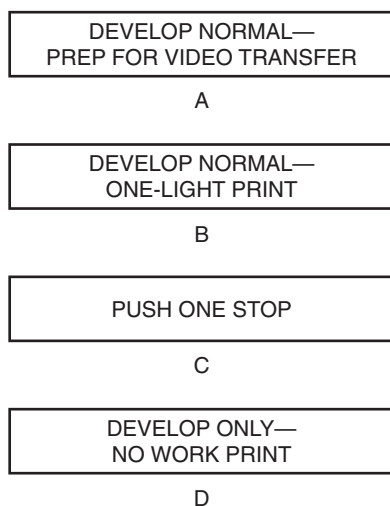 DEVELOP NORMAL—
PREP FOR VIDEO TRANSFER
A
DEVELOP NORMAL—
ONE-LIGHT PRINT
B
PUSH ONE STOP
C
DEVELOP ONLY—
NO WORK PRINT
D